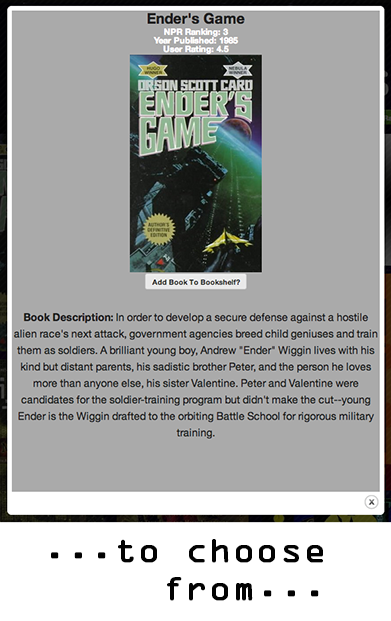 Ender's Game
NPR Ranking: 3
Year Published: 1985
User Rating: 4.5
HUGO WINNER
NEBULA WINNER
ORSON SCOTT CARD
ENDER'S
GAME
AUTHOR'S
DEFINITIVE
EDITION
Add Book To Bookshelf?
Book Description: In order to develop a secure defense against a hostile
alien race's next attack, government agencies breed child geniuses and train
them as soldiers. A brilliant young boy, Andrew "Ender" Wiggin lives with his
kind but distant parents, his sadistic brother Peter, and the person he loves
more than anyone else, his sister Valentine. Peter and Valentine were
candidates for the soldier-training program but didn't make the cut--young
Ender is the Wiggin drafted to the orbiting Battle School for rigorous military
training.
x
...to choose
from...